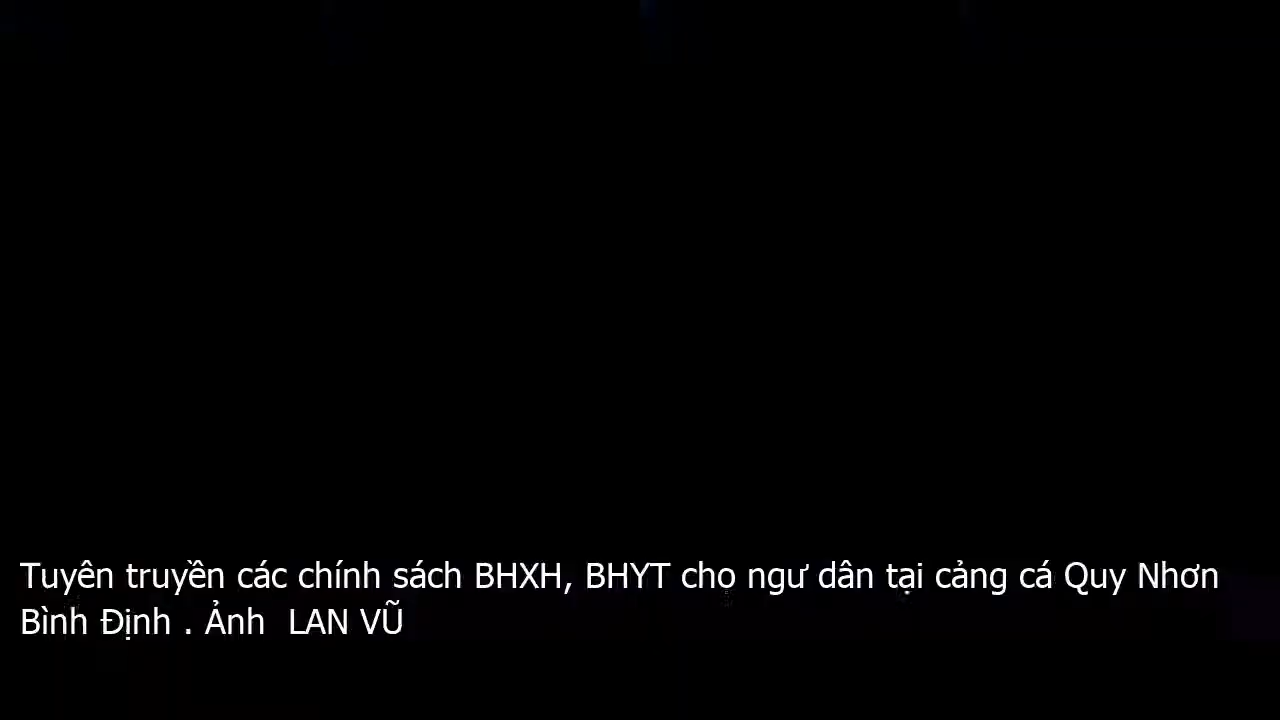 Tuyên truyền các chính sách BHXH, BHYT cho ngư dân tại cảng cá Quy Nhơn
Bình Định . Ảnh  LAN VŨ